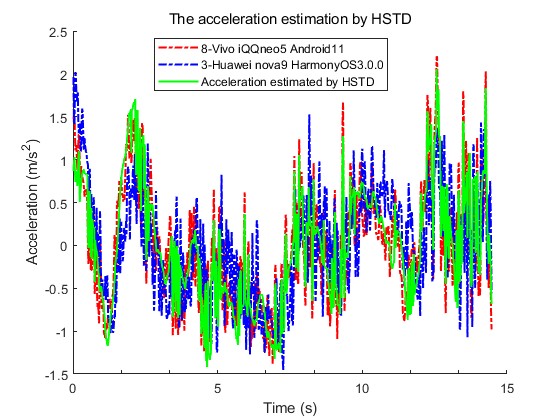 The acceleration estimation by HSTD
8-Vivo iQQneo5 Android11
3-Huawei nova9 HarmonyOS3.0.0
Acceleration estimated by HSTD
Acceleration (m/s²)
2.5
2
1.5
1
0.5
0
-0.5
-1
-1.5
0 5 10 15
Time (s)